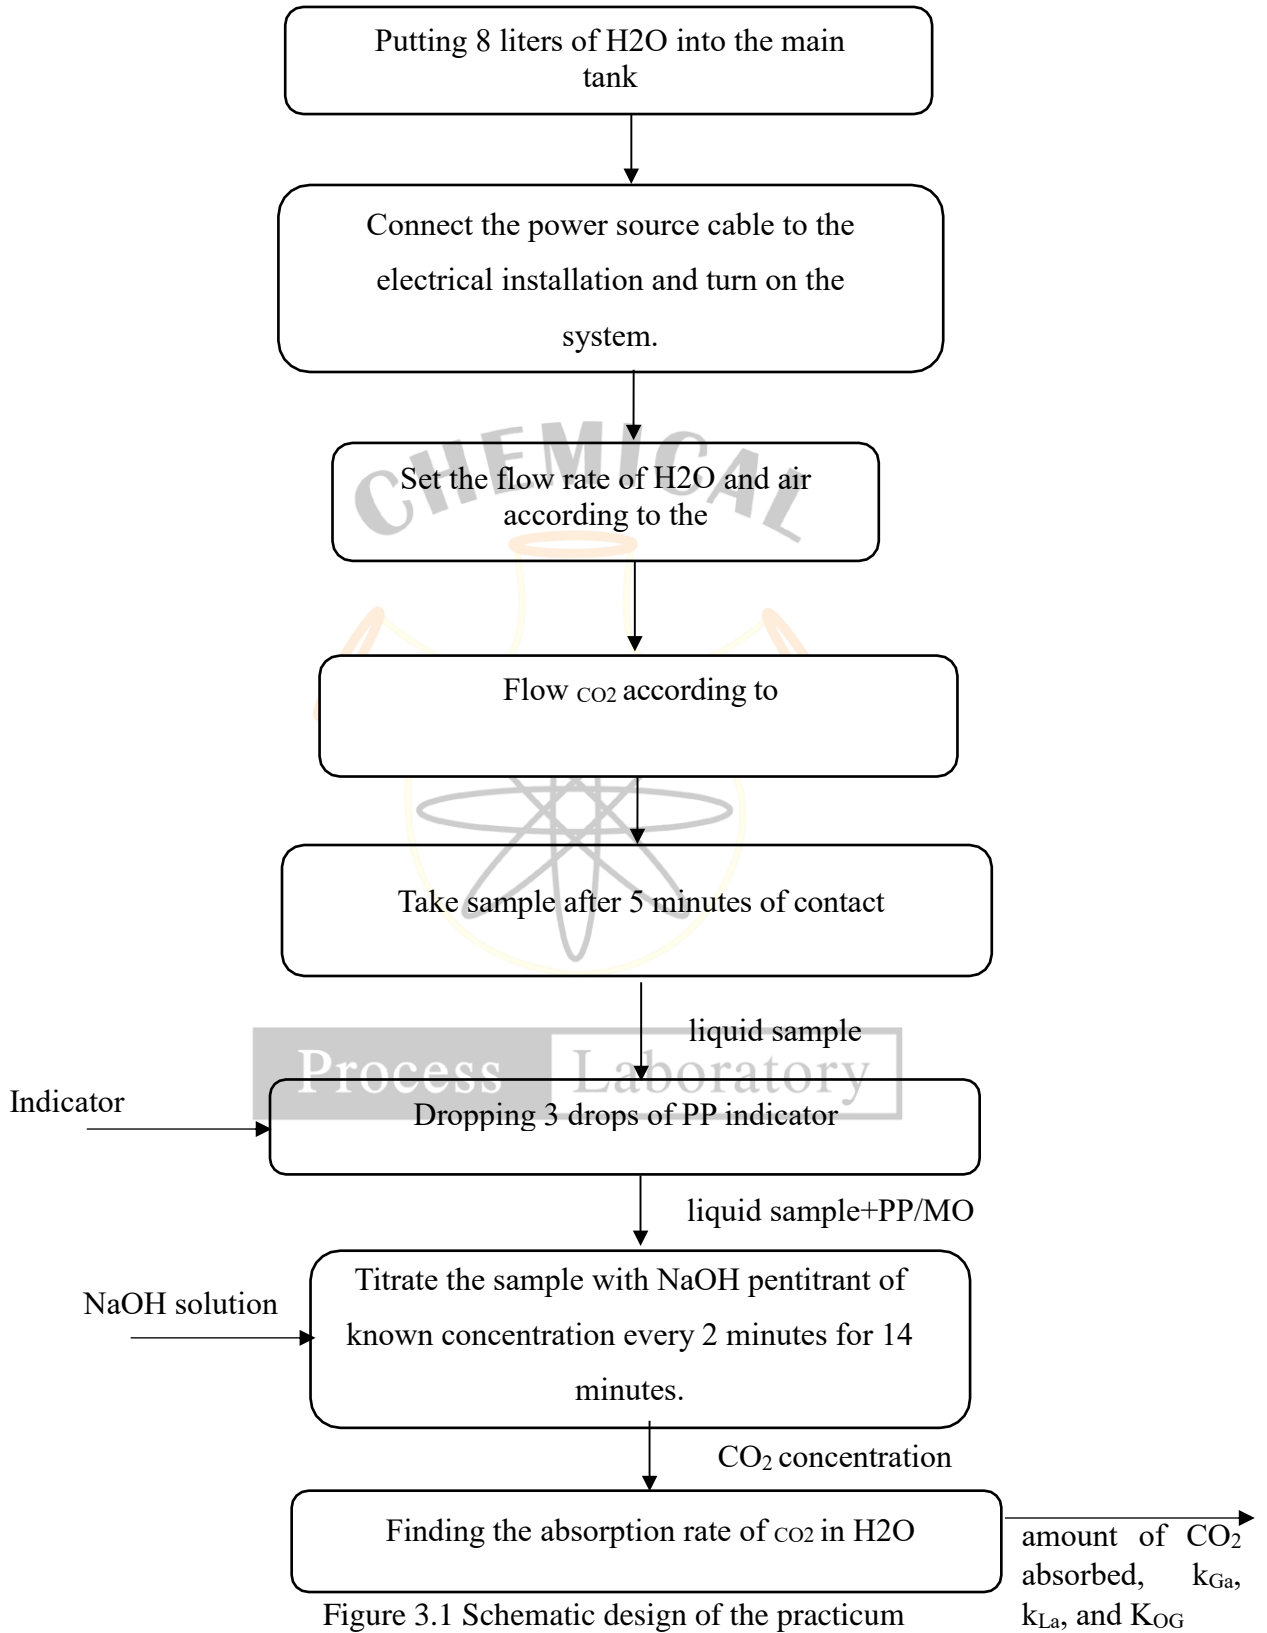 Putting 8 liters of H2O into the main
tank
Connect the power source cable to the
electrical installation and turn on the
system.
CHEMICAL
Set the flow rate of H2O and air
according to the
Flow CO2 according to
Take sample after 5 minutes of contact
liquid sample
Process Laboratory
Indicator
Dropping 3 drops of PP indicator
liquid sample+PP/MO
Titrate the sample with NaOH pentitrant of
NaOH solution
known concentration every 2 minutes for 14
minutes.
CO2 concentration
Finding the absorption rate of CO2 in H2O
amount of CO2
absorbed, kGa,
kLa, and KOG
Figure 3.1 Schematic design of the practicum